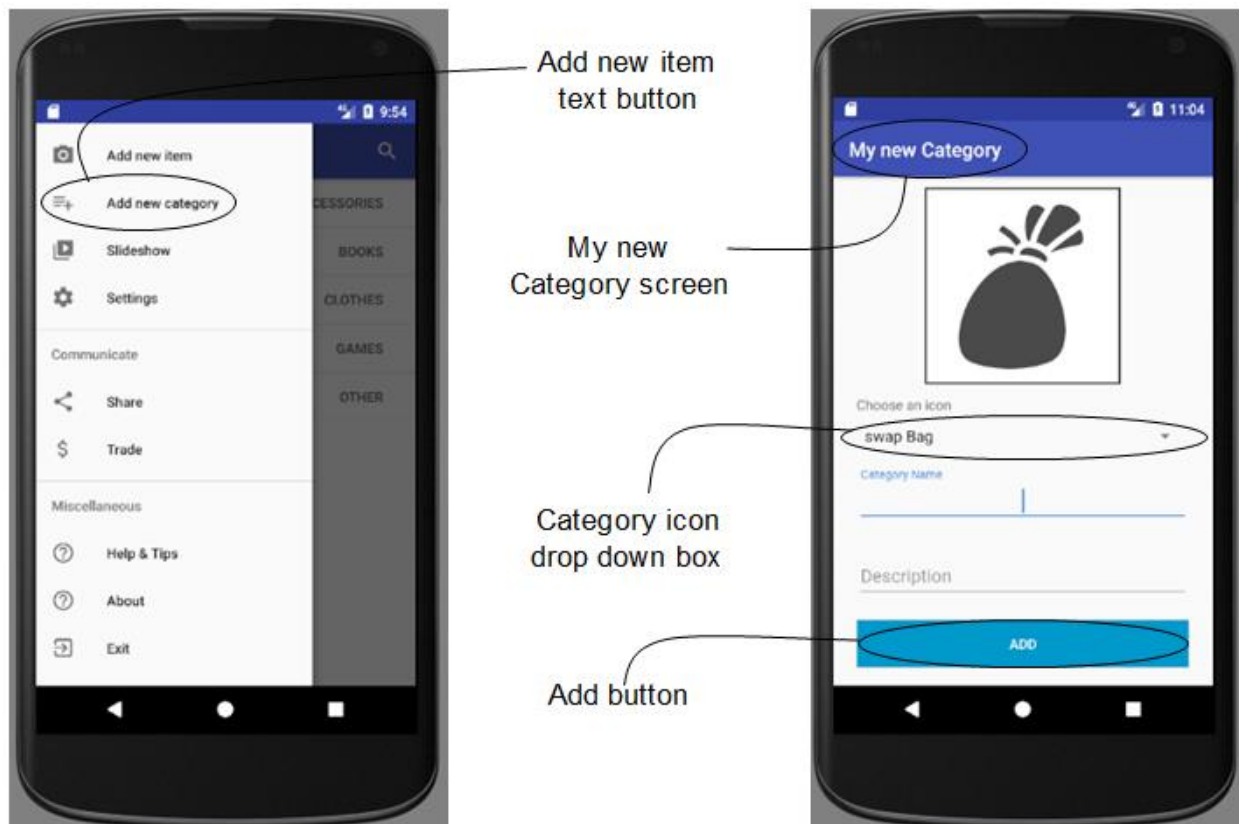 9:54
Add new item
Add new category
Slideshow
Settings
Communicate
Share
Trade
Miscellaneous
Help & Tips
About
Exit
CESSORIES
BOOKS
CLOTHES
GAMES
OTHER
Add new item
text button
My new
Category screen
Category icon
drop down box
Add button
11:04
My new Category
Choose an icon
swap Bag
Category Name
Description
ADD